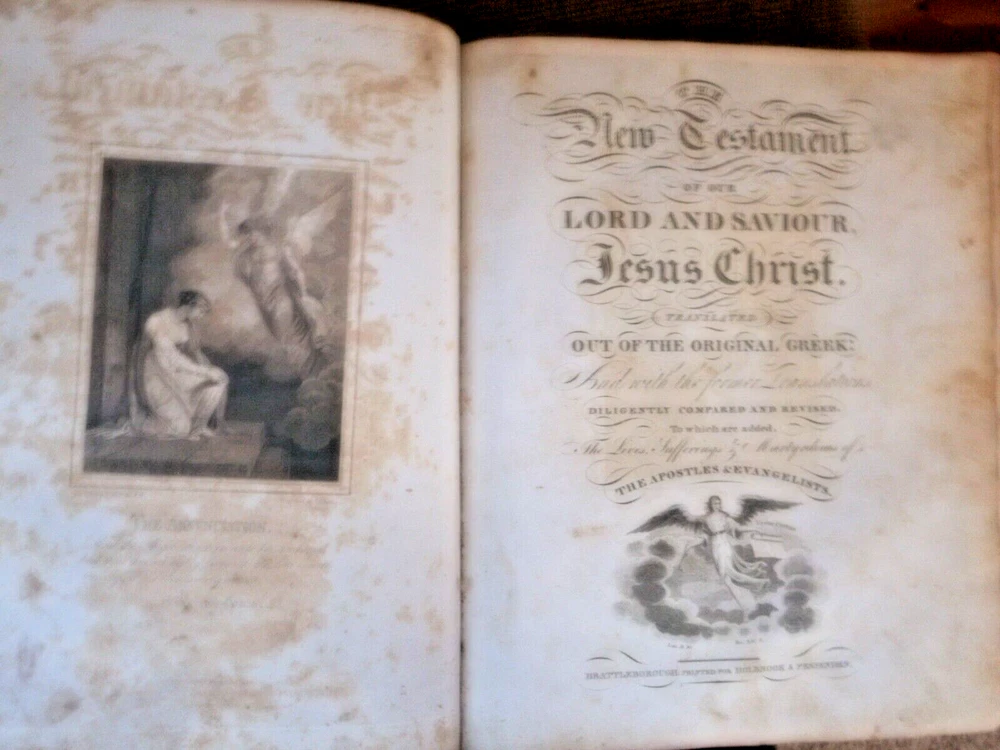 THE ANNUNCIATION.
THE
New Testament
OF OUR
LORD AND SAVIOUR,
Jesus Christ.
TRANSLATED
OUT OF THE ORIGINAL GREEK:
And with the former Translations
DILIGENTLY COMPARED AND REVISED.
To which are added,
The Lives, Sufferings & Martyrdoms of
THE APOSTLES & EVANGELISTS.
BRATTLEBOROUGH, PRINTED FOR HOLBROOK & FESSENDEN.